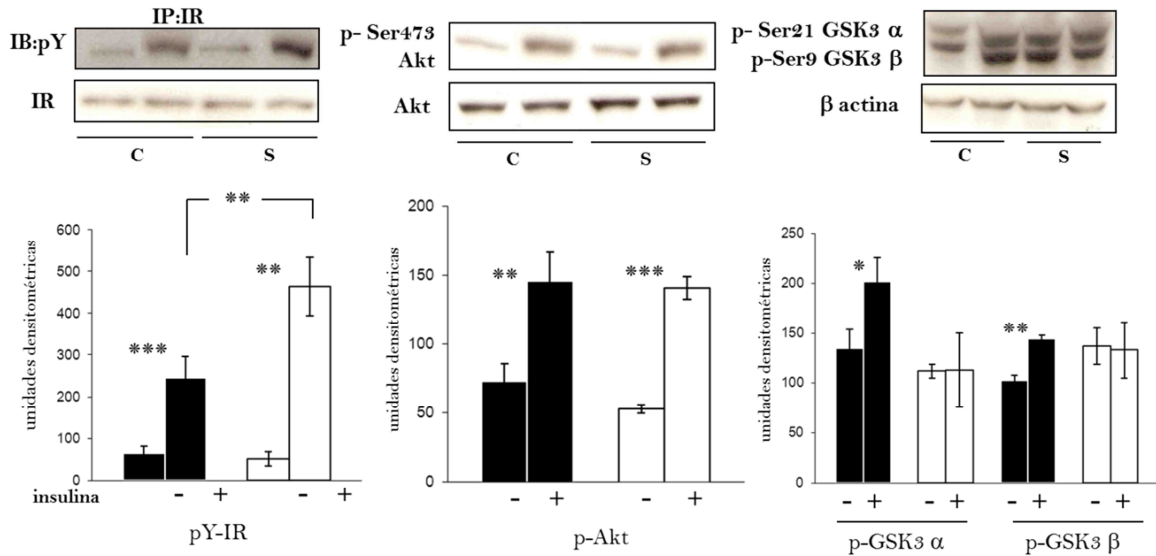 IP:IR
IB:pY
IR
C S
p- Ser473
Akt
Akt
C S
p- Ser21 GSK3 α
p-Ser9 GSK3 β
β actina
C S
**
unidades densitométricas
600
500
400
300
200
100
0
***
**
insulina - + - +
pY-IR
unidades densitométricas
200
150
100
50
0
**
***
- + - +
p-Akt
unidades densitométricas
250
200
150
100
50
0
*
**
- + - + - + - +
p-GSK3 α p-GSK3 β